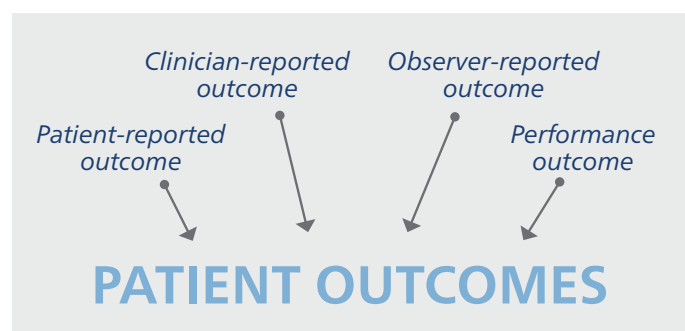 Clinician-reported
outcome
Observer-reported
outcome
Patient-reported
outcome
Performance
outcome
PATIENT OUTCOMES